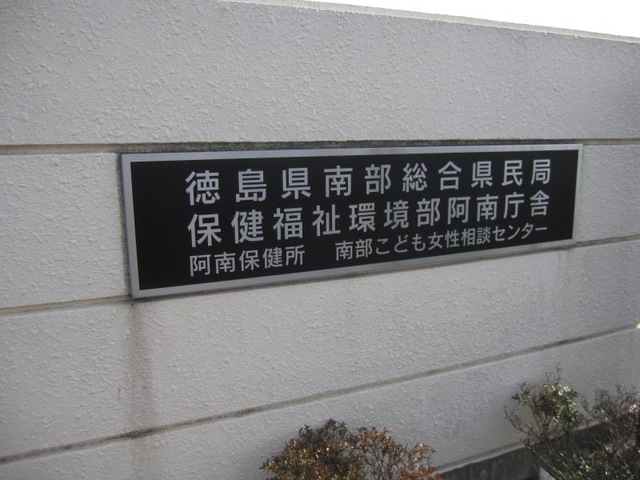 徳島県南部総合県民局
保健福祉環境部阿南庁舎
阿南保健所 南部こども女性相談センター